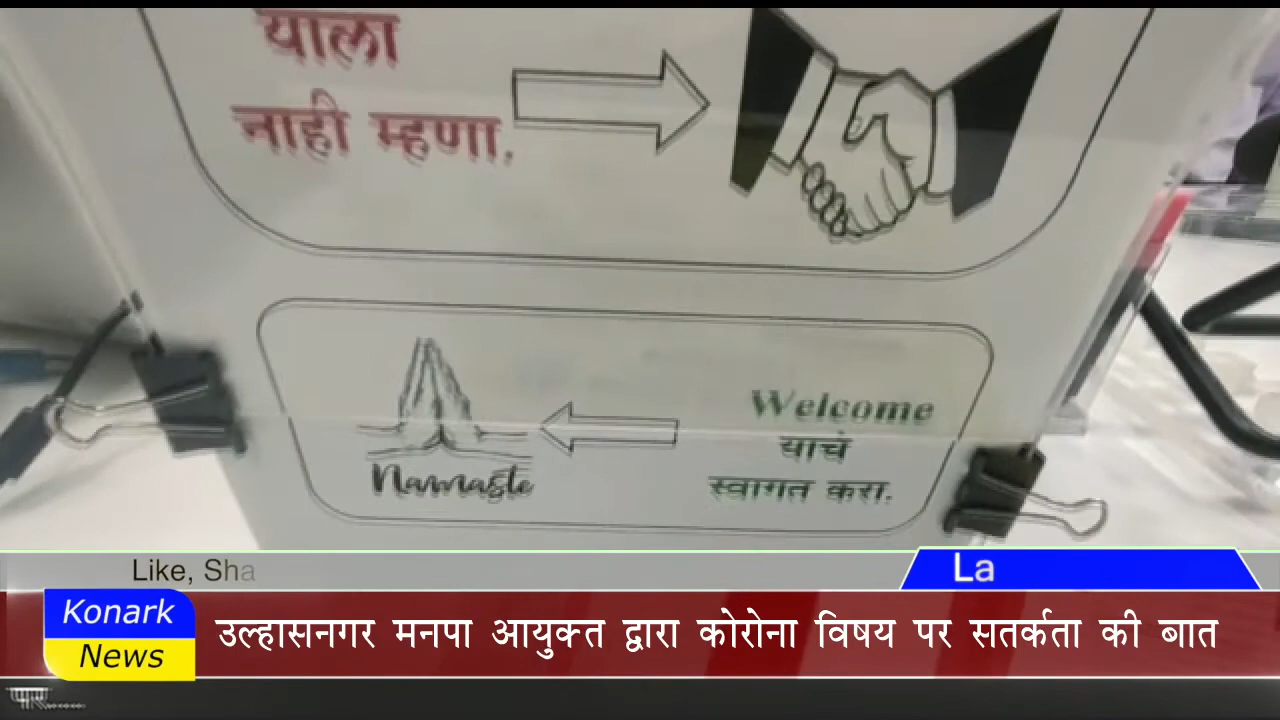 याला
नाही म्हणा.
Welcome
याचं
स्वागत करा.
Namaste
Like, Sha
La
Konark
News
उल्हासनगर मनपा आयुक्त द्वारा कोरोना विषय पर सतर्कता की बात